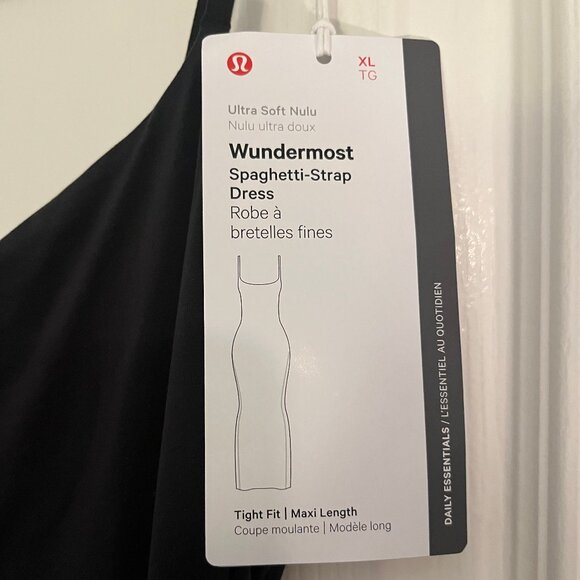 XL
TG
Ultra Soft Nulu
Nulu ultra doux
Wundermost
Spaghetti-Strap
Dress
Robe à
bretelles fines
Tight Fit | Maxi Length
Coupe moulante | Modèle long
DAILY ESSENTIALS / L'ESSENTIEL AU QUOTIDIEN